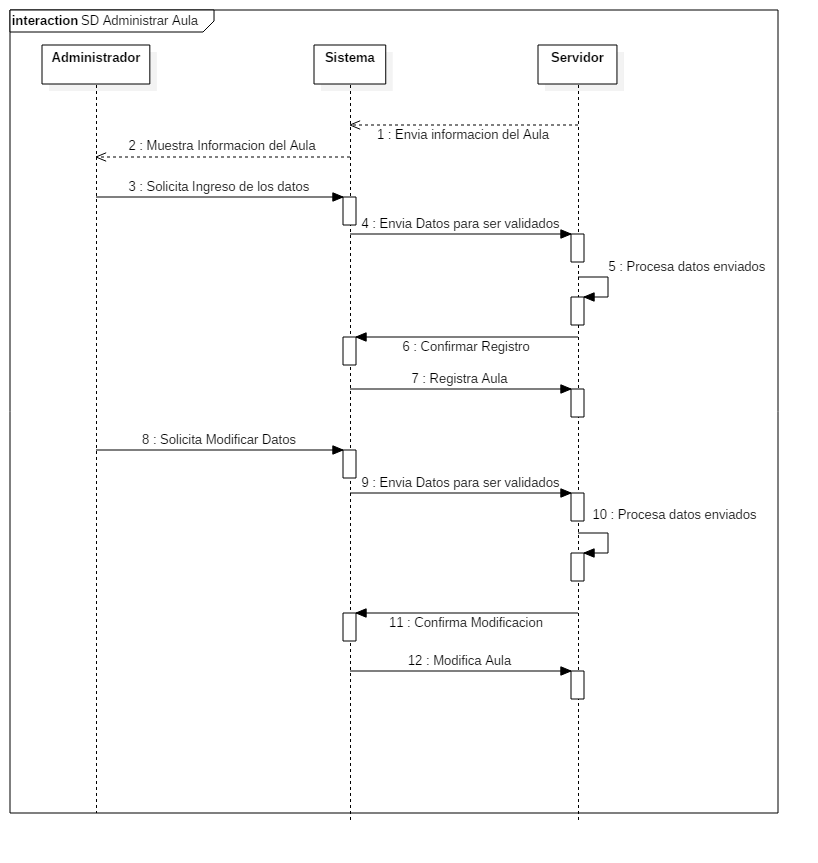 interaction SD Administrar Aula
Administrador
Sistema
Servidor
1 : Envia informacion del Aula
2 : Muestra Informacion del Aula
3 : Solicita Ingreso de los datos
4 : Envia Datos para ser validados
5 : Procesa datos enviados
6 : Confirmar Registro
7 : Registra Aula
8 : Solicita Modificar Datos
9 : Envia Datos para ser validados
10 : Procesa datos enviados
11 : Confirma Modificacion
12 : Modifica Aula